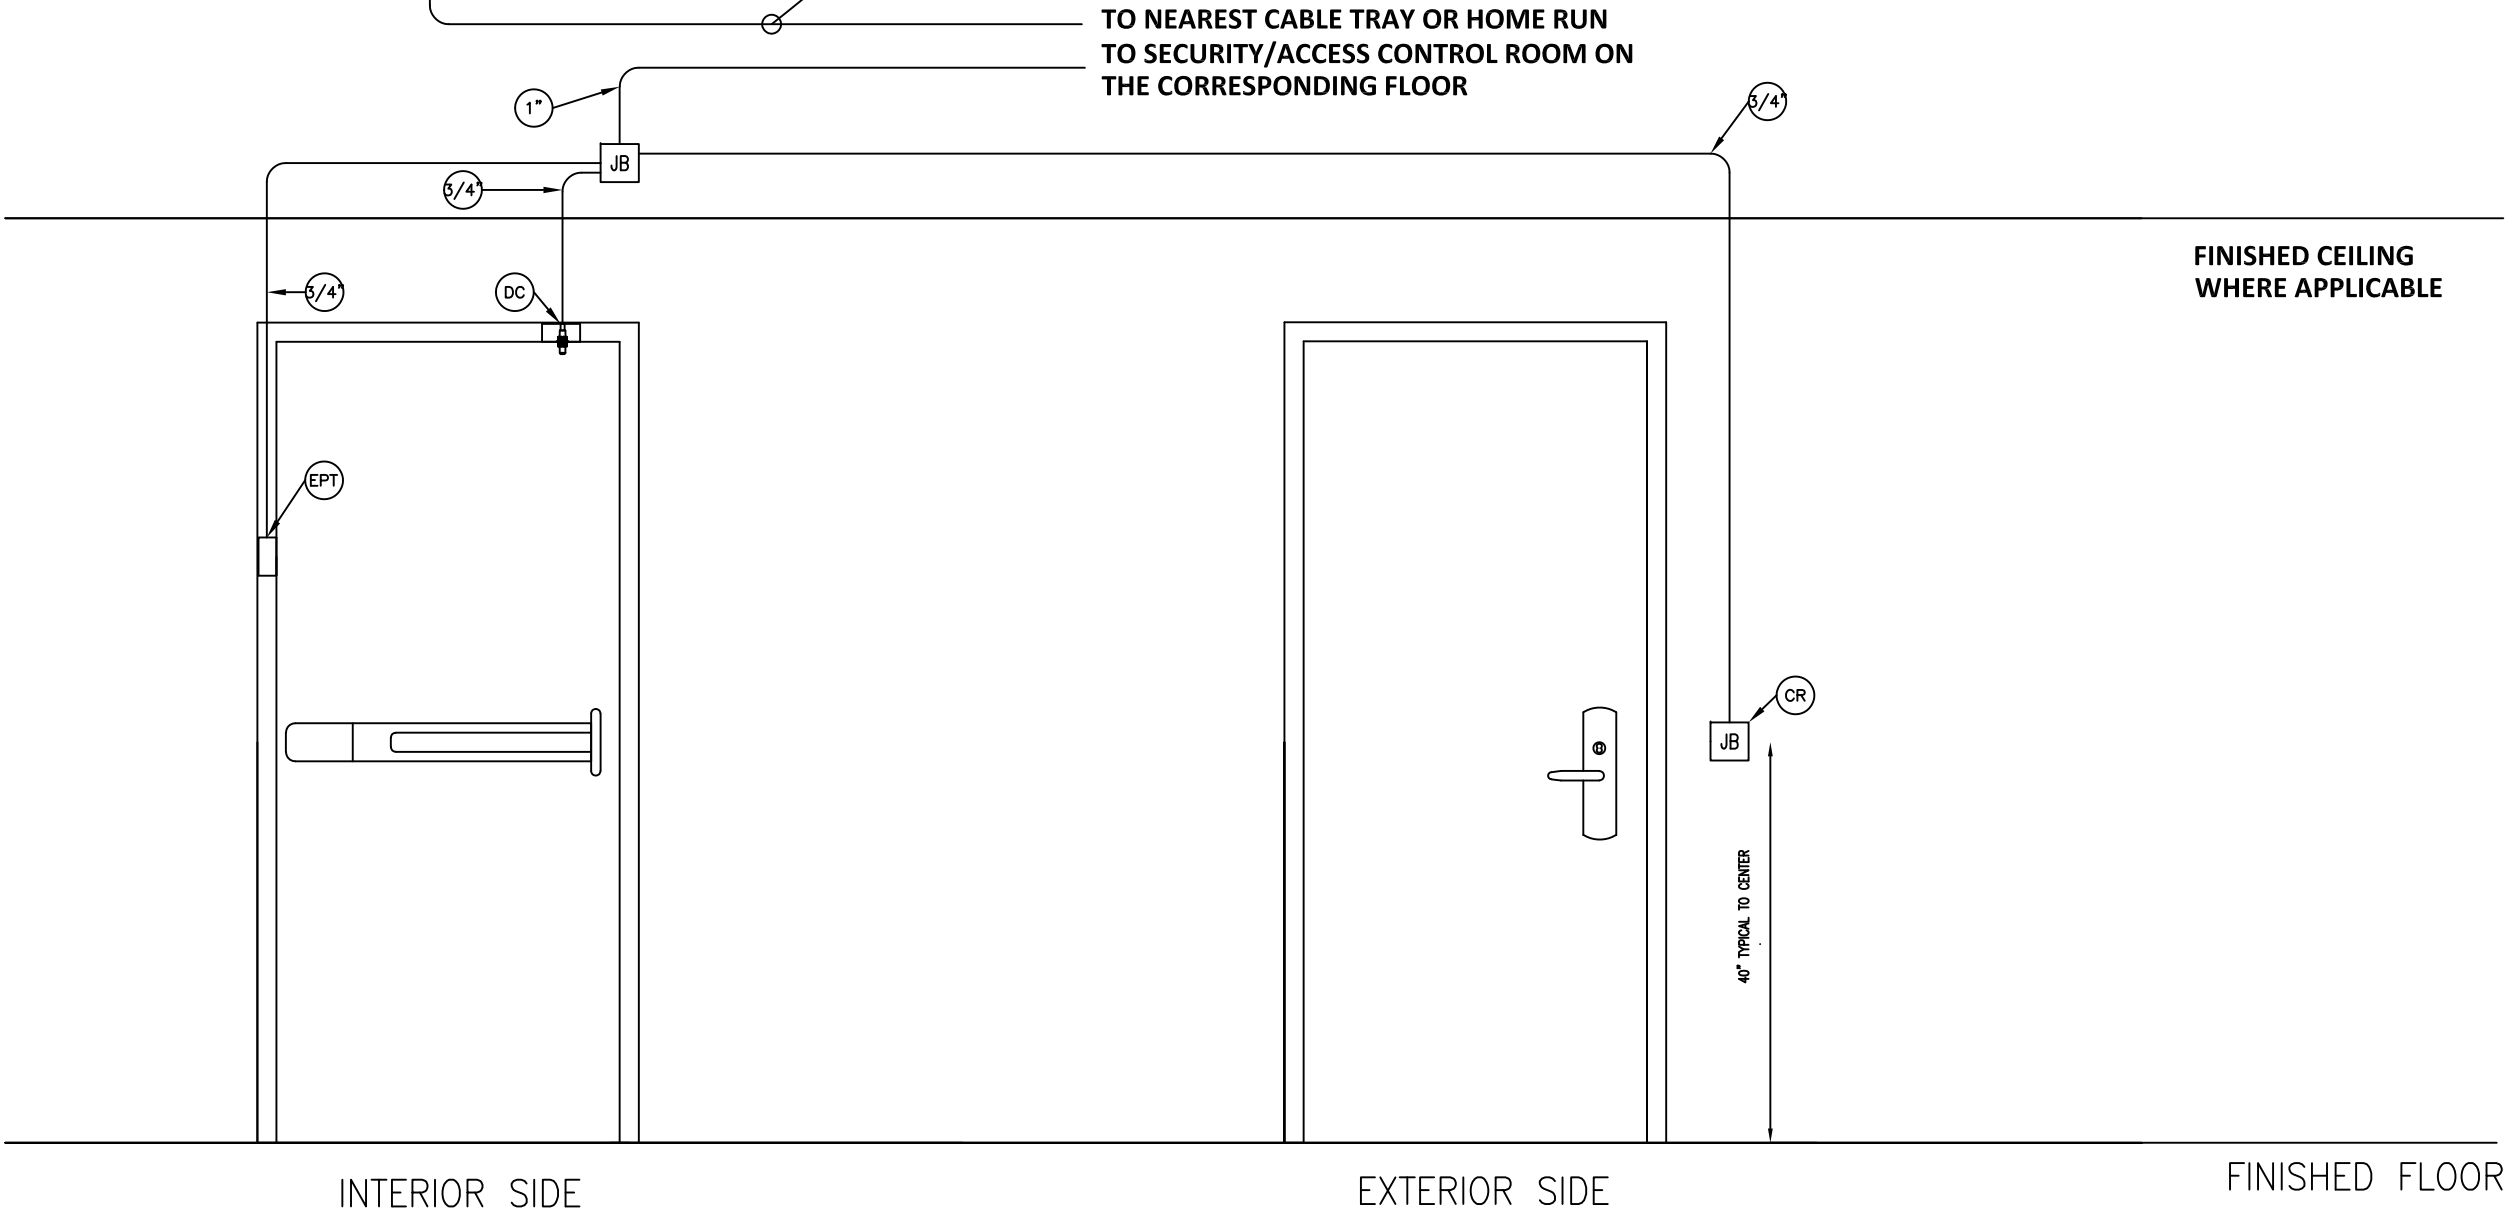 TO NEAREST CABLE TRAY OR HOME RUN
TO SECURITY/ACCESS CONTROL ROOM ON
THE CORRESPONDING FLOOR
1"
3/4"
JB
3/4"
FINISHED CEILING
WHERE APPLICABLE
3/4"
DC
EPT
CR
JB
40" TYPICAL TO CENTER
INTERIOR SIDE
EXTERIOR SIDE
FINISHED FLOOR